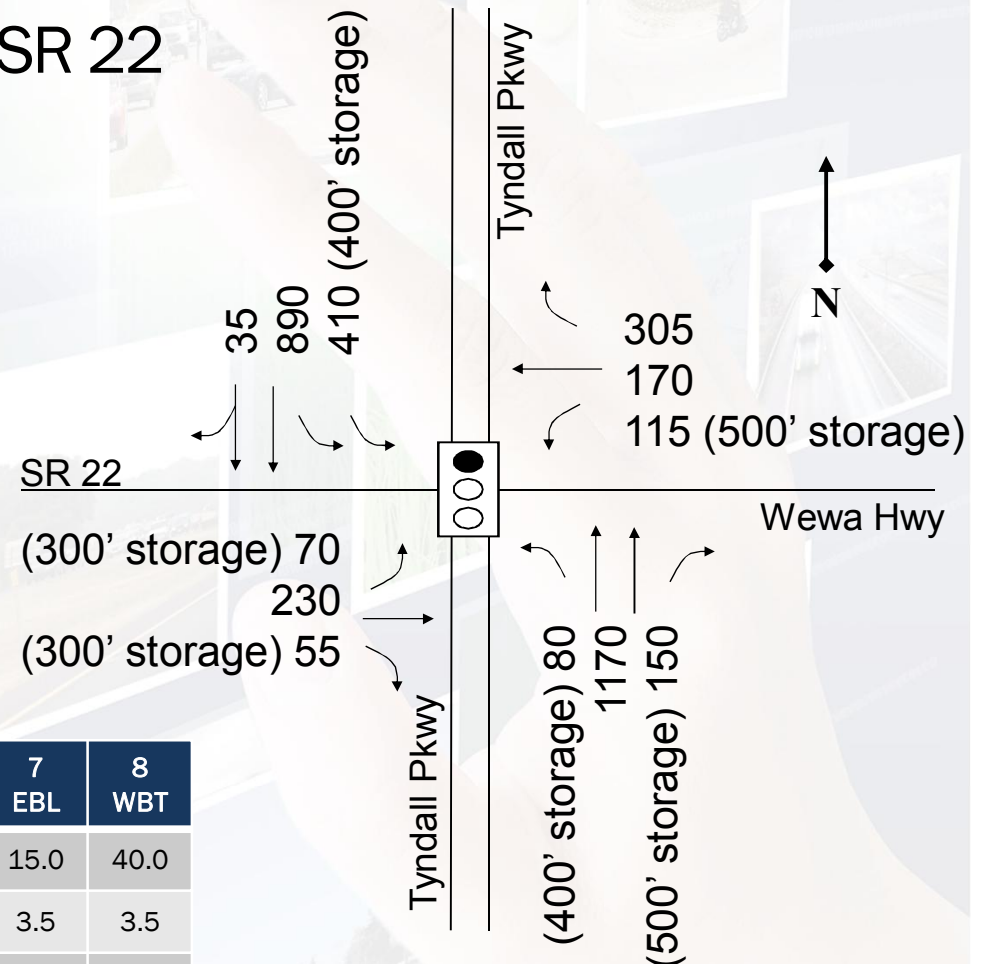 SR 22
35
890
410 (400’ storage)
Tyndall Pkwy
N
305
170
115 (500’ storage)
SR 22
Wewa Hwy
(300’ storage) 70
230
(300’ storage) 55
Tyndall Pkwy
(400’ storage) 80
1170
(500’ storage) 150
7 8
EBL WBT
15.0 40.0
3.5 3.5